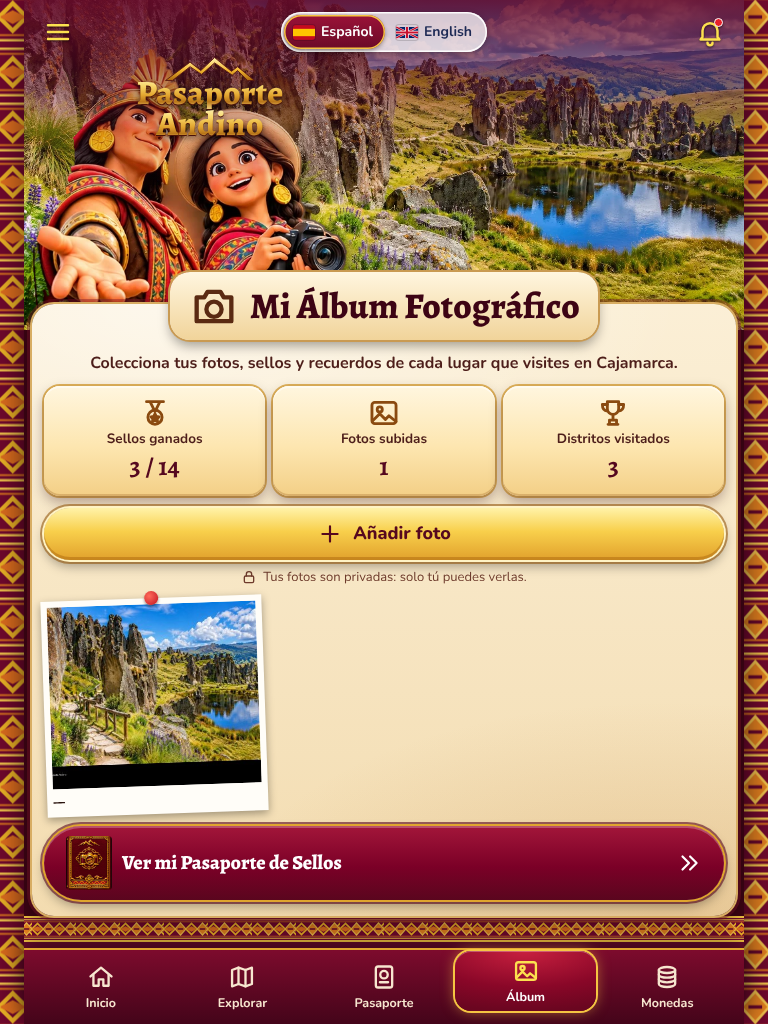 Español
English
Pasaporte
Andino
Mi Álbum Fotográfico
Colecciona tus fotos, sellos y recuerdos de cada lugar que visites en Cajamarca.
Sellos ganados
3 / 14
Fotos subidas
1
Distritos visitados
3
Añadir foto
Tus fotos son privadas: solo tú puedes verlas.
Ver mi Pasaporte de Sellos
Inicio
Explorar
Pasaporte
Álbum
Monedas